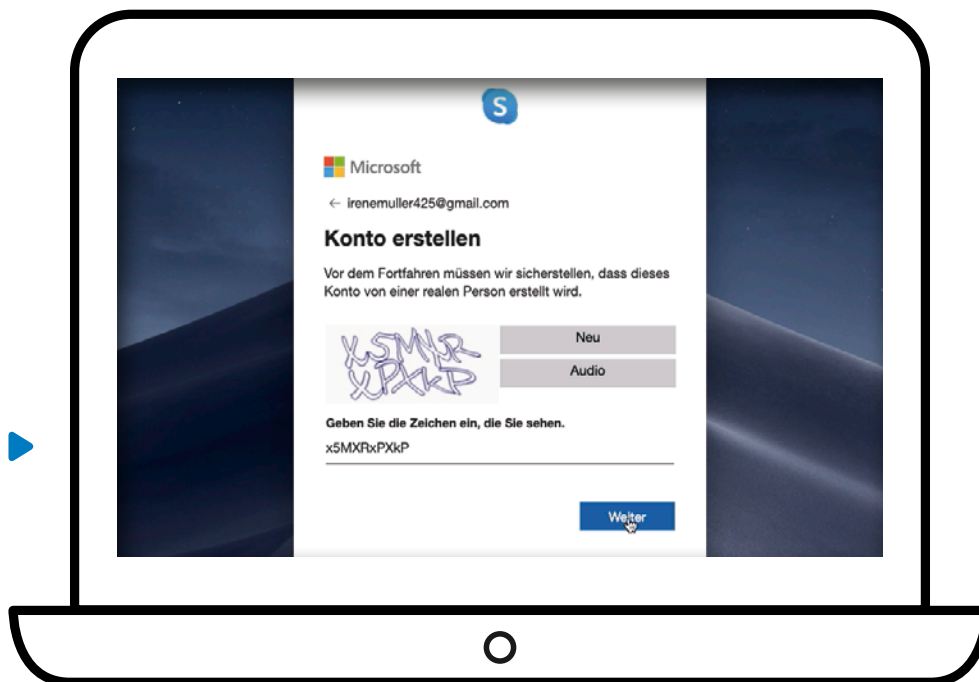 S
Microsoft
← irenemuller425@gmail.com
Konto erstellen
Vor dem Fortfahren müssen wir sicherstellen, dass dieses
Konto von einer realen Person erstellt wird.
Neu
Audio
Geben Sie die Zeichen ein, die Sie sehen.
x5MXRxPXkP
Weiter